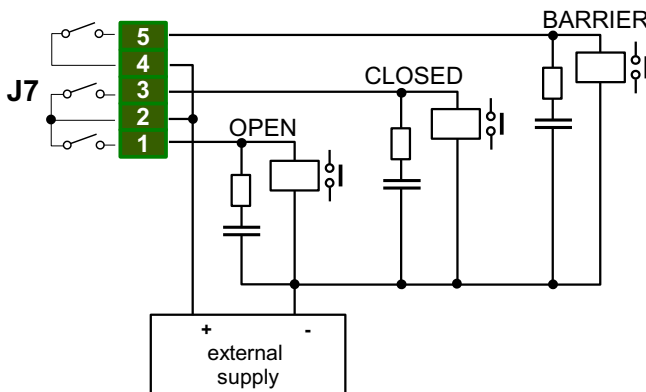 BARRIER
5
4
CLOSED
J7
3
2
OPEN
1
+ -
external
supply